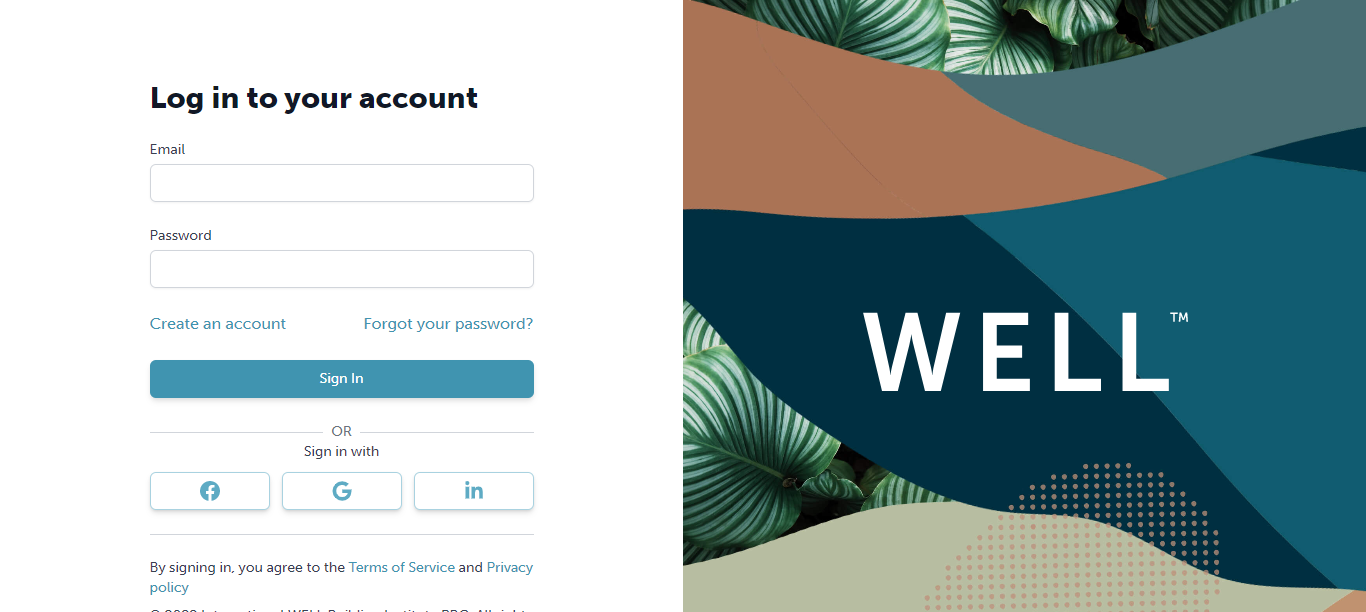 Log in to your account
Email
Password
Create an account
Forgot your password?
Sign In
OR
Sign in with
By signing in, you agree to the Terms of Service and Privacy
policy
WELL™